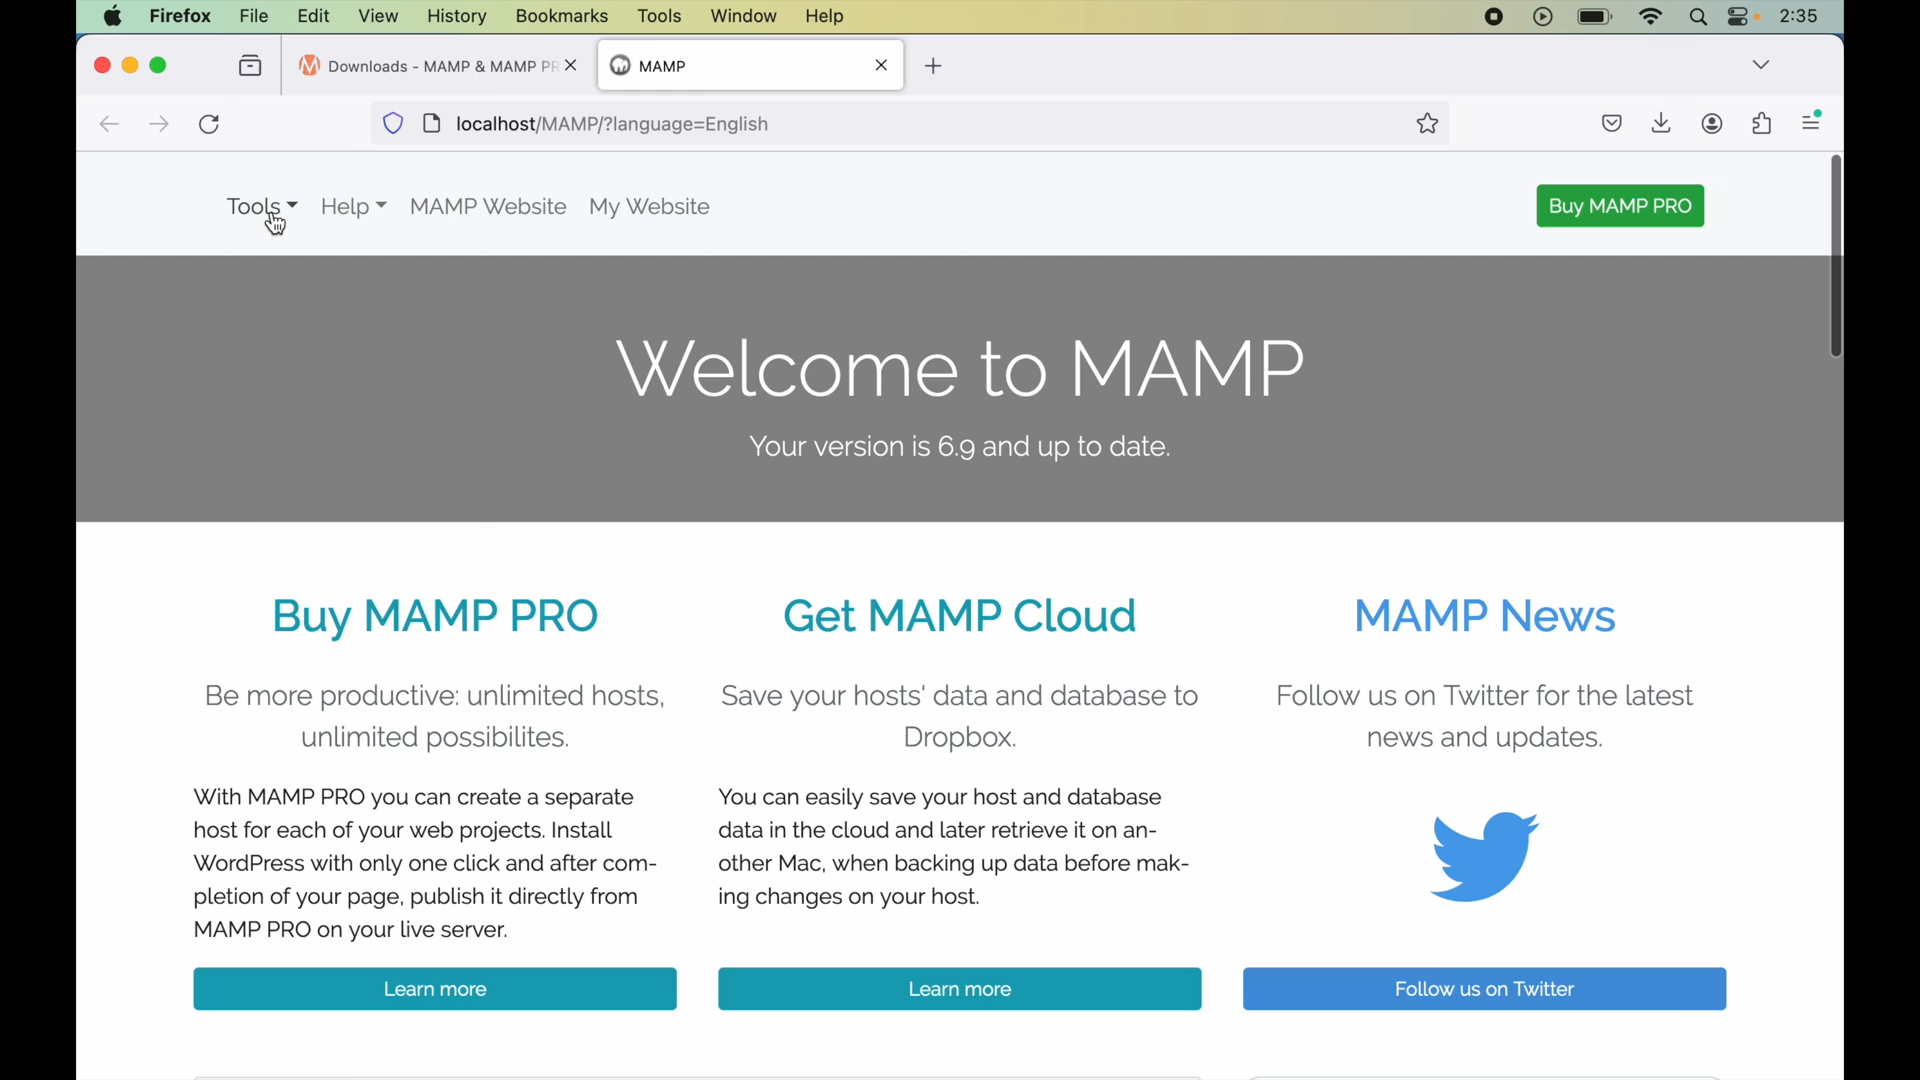 Firefox File Edit View History Bookmarks Tools Window Help 2:35
Downloads - MAMP & MAMP PR MAMP
localhost/MAMP/?language=English
Tools Help MAMP Website My Website Buy MAMP PRO
Welcome to MAMP
Your version is 6.9 and up to date.
Buy MAMP PRO
Be more productive: unlimited hosts,
unlimited possibilites.
With MAMP PRO you can create a separate
host for each of your web projects. Install
WordPress with only one click and after com-
pletion of your page, publish it directly from
MAMP PRO on your live server.
Learn more
Get MAMP Cloud
Save your hosts' data and database to
Dropbox.
You can easily save your host and database
data in the cloud and later retrieve it on an-
other Mac, when backing up data before mak-
ing changes on your host.
Learn more
MAMP News
Follow us on Twitter for the latest
news and updates.
Follow us on Twitter